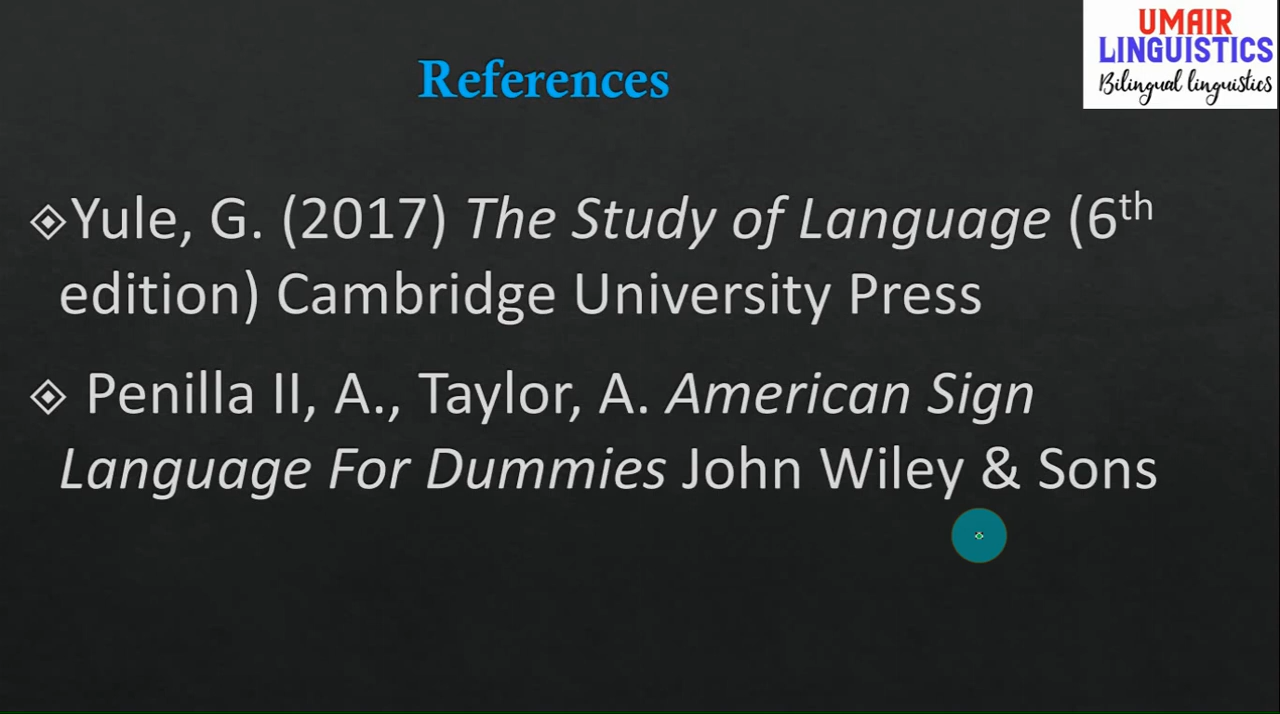 UMAIR
LINGUISTICS
Bilingual linguistics
References
Yule, G. (2017) The Study of Language (6th
edition) Cambridge University Press
Penilla II, A., Taylor, A. American Sign
Language For Dummies John Wiley & Sons